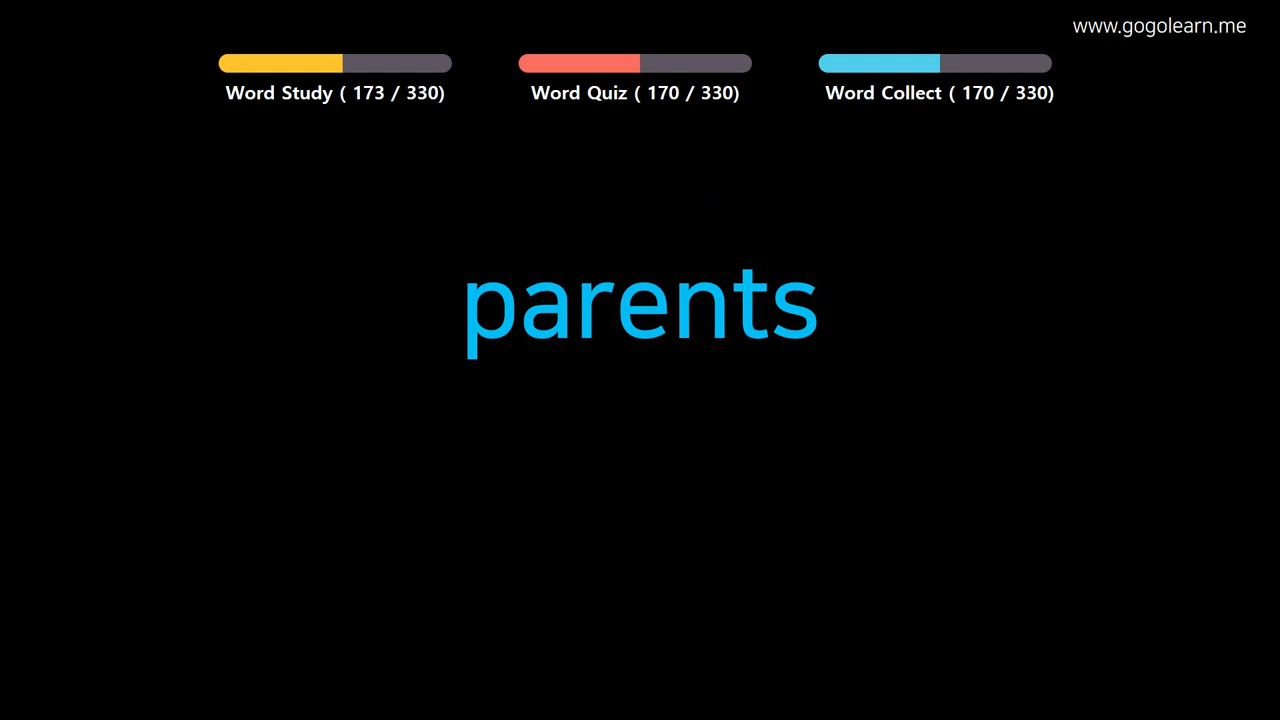 www.gogolearn.me
Word Study ( 173 / 330)
Word Quiz ( 170 / 330)
Word Collect ( 170 / 330)
parents